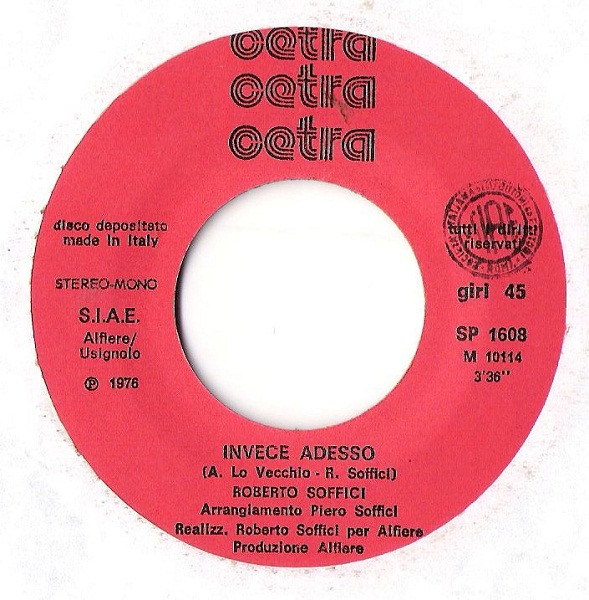 cetra
cetra
cetra
disco depositato
made in Italy
tutti i diritti
riservati
STEREO-MONO
S.I.A.E.
Alfiere/
Usignolo
℗ 1976
giri 45
SP 1608
M 10114
3'36''
INVECE ADESSO
(A. Lo Vecchio - R. Soffici)
ROBERTO SOFFICI
Arrangiamento Piero Soffici
Realizz. Roberto Soffici per Alfiere
Produzione Alfiere